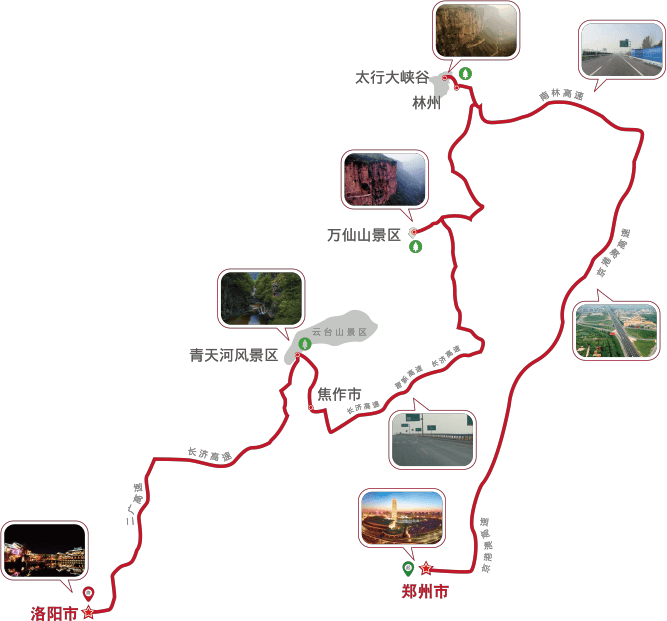 太行大峡谷
林州
南林高速
万仙山景区
京港澳高速
云台山景区
青天河风景区
长济高速
晋新高速
长济高速
焦作市
长济高速
二广高速
京港澳高速
郑州市
洛阳市